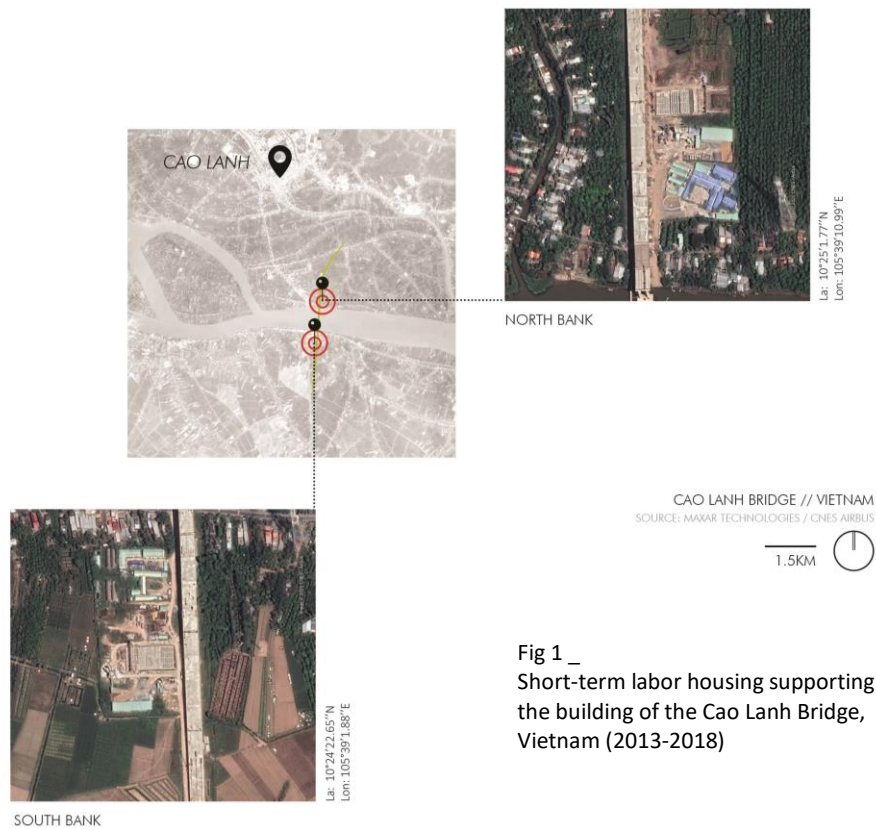 CAO LANH
La: 10°25'1.77"N
Lon: 105°39'10.99"E
NORTH BANK
CAO LANH BRIDGE // VIETNAM
SOURCE: MAXAR TECHNOLOGIES / CNES AIRBUS
1.5KM
La: 10°24'22.65"N
Lon: 105°39'1.88"E
SOUTH BANK
Fig 1 _
Short-term labor housing supporting
the building of the Cao Lanh Bridge,
Vietnam (2013-2018)